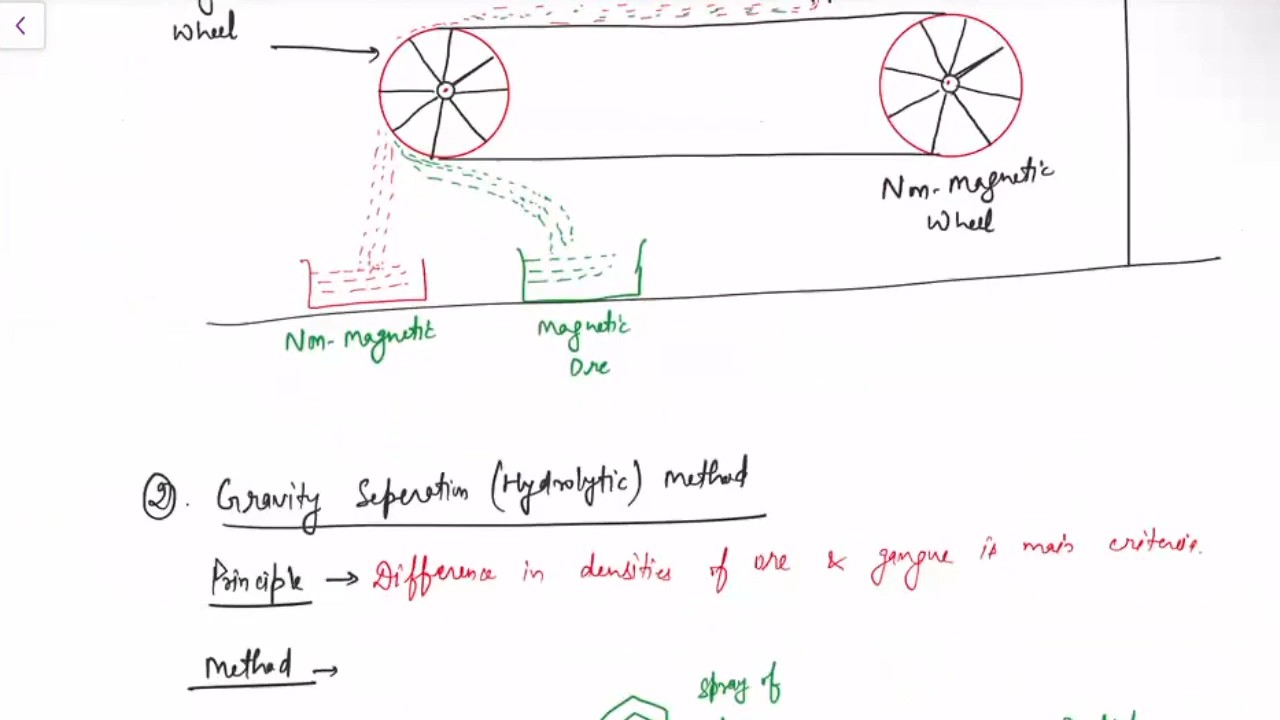 wheel
Non-magnetic
wheel
Non-magnetic
magnetic
Ore
②. Gravity Seperation (Hydrolytic) method
Principle → Difference in densities of ore & gangue is main criteria.
Method →
spray of